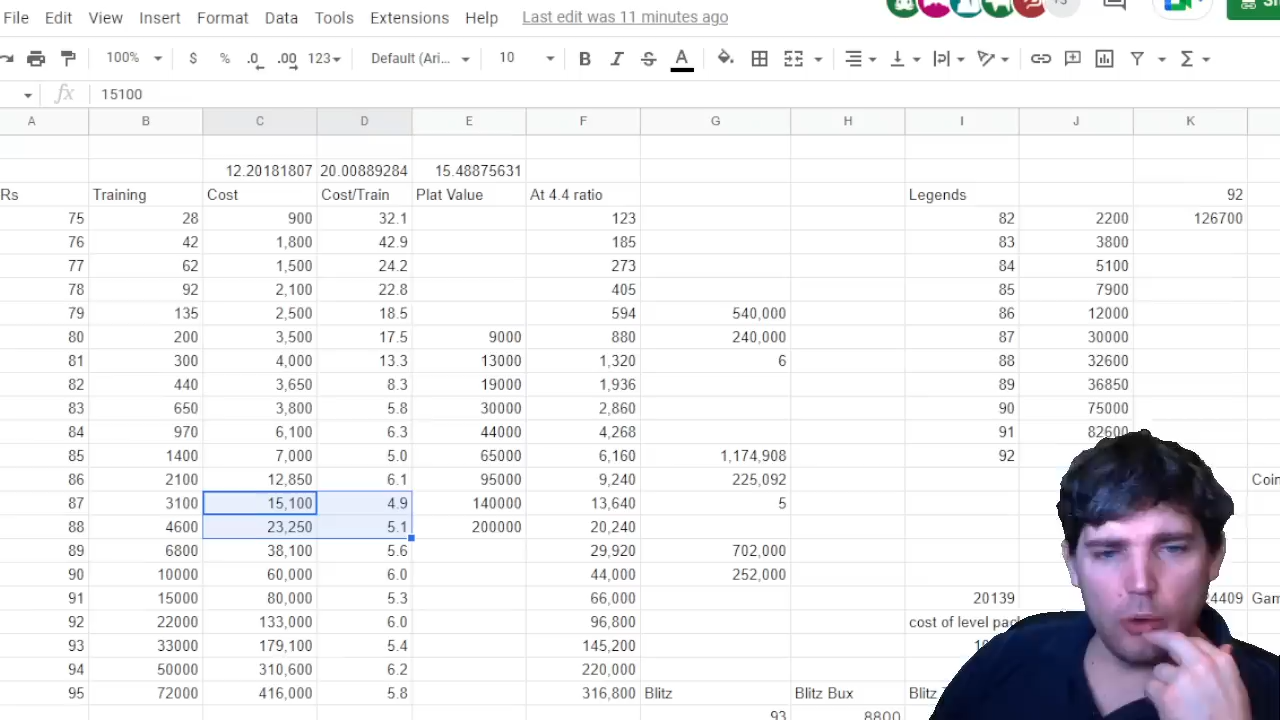 File Edit View Insert Format Data Tools Extensions Help Last edit was 11 minutes ago
100% $ % .0 .00 123 Default (Ari... 10 B I A
fx 15100
A B C D E F G H I J K
12.20181807 20.00889284 15.48875631
Rs Training Cost Cost/Train Plat Value At 4.4 ratio Legends 92
75 28 900 32.1 123 82 2200 126700
76 42 1,800 42.9 185 83 3800
77 62 1,500 24.2 273 84 5100
78 92 2,100 22.8 405 85 7900
79 135 2,500 18.5 594 540,000 86 12000
80 200 3,500 17.5 9000 880 240,000 87 30000
81 300 4,000 13.3 13000 1,320 6 88 32600
82 440 3,650 8.3 19000 1,936 89 36850
83 650 3,800 5.8 30000 2,860 90 75000
84 970 6,100 6.3 44000 4,268 91 82600
85 1400 7,000 5.0 65000 6,160 1,174,908 92
86 2100 12,850 6.1 95000 9,240 225,092 Coin
87 3100 15,100 4.9 140000 13,640 5
88 4600 23,250 5.1 200000 20,240
89 6800 38,100 5.6 29,920 702,000
90 10000 60,000 6.0 44,000 252,000
91 15000 80,000 5.3 66,000 20139 4409 Gam
92 22000 133,000 6.0 96,800 cost of level pac
93 33000 179,100 5.4 145,200
94 50000 310,600 6.2 220,000
95 72000 416,000 5.8 316,800 Blitz Blitz Bux Blitz
93 8800